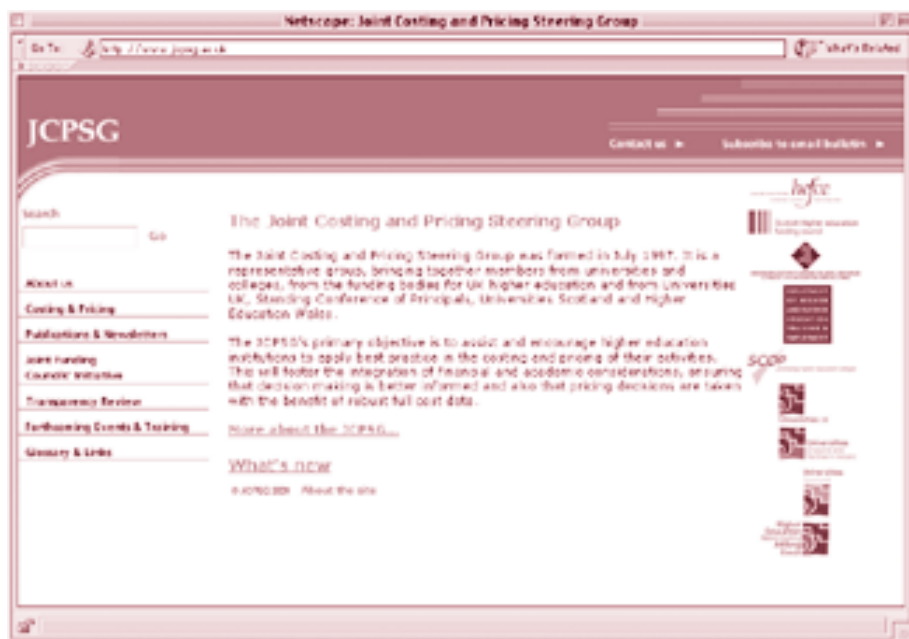 Netscape: Joint Costing and Pricing Steering Group
Go To:
What's Related
JCPSG
Contact us
Subscribe to email bulletin
hefce
Search
Go
About us
Costing & Pricing
Publications & Newsletters
Joint Funding
Councils' Initiative
Transparency Review
Forthcoming Events & Training
Glossary & Links
The Joint Costing and Pricing Steering Group
The Joint Costing and Pricing Steering Group was formed in July 1997. It is a
representative group, bringing together members from universities and
colleges, from the funding bodies for UK higher education and from Universities
UK, Standing Conference of Principals, Universities Scotland and Higher
Education Wales.
The JCPSG's primary objective is to assist and encourage higher education
institutions to apply best practice in the costing and pricing of their activities.
This will foster the integration of financial and academic considerations, ensuring
that decision making is better informed and also that pricing decisions are taken
with the benefit of robust full cost data.
More about the JCPSG...
What's new
About the site
SCOP
Universities